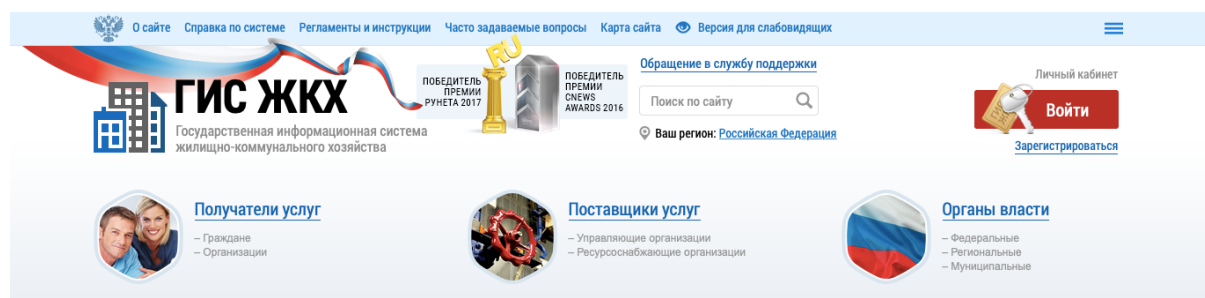 О сайте Справка по системе Регламенты и инструкции Часто задаваемые вопросы Карта сайта Версия для слабовидящих
ГИС ЖКХ
Государственная информационная система
жилищно-коммунального хозяйства
ПОБЕДИТЕЛЬ
ПРЕМИИ
РУНЕТА 2017
RU
ПОБЕДИТЕЛЬ
ПРЕМИИ
CNEWS
AWARDS 2016
Обращение в службу поддержки
Поиск по сайту
Ваш регион: Российская Федерация
Личный кабинет
Войти
Зарегистрироваться
Получатели услуг
– Граждане
– Организации
Поставщики услуг
– Управляющие организации
– Ресурсоснабжающие организации
Органы власти
– Федеральные
– Региональные
– Муниципальные